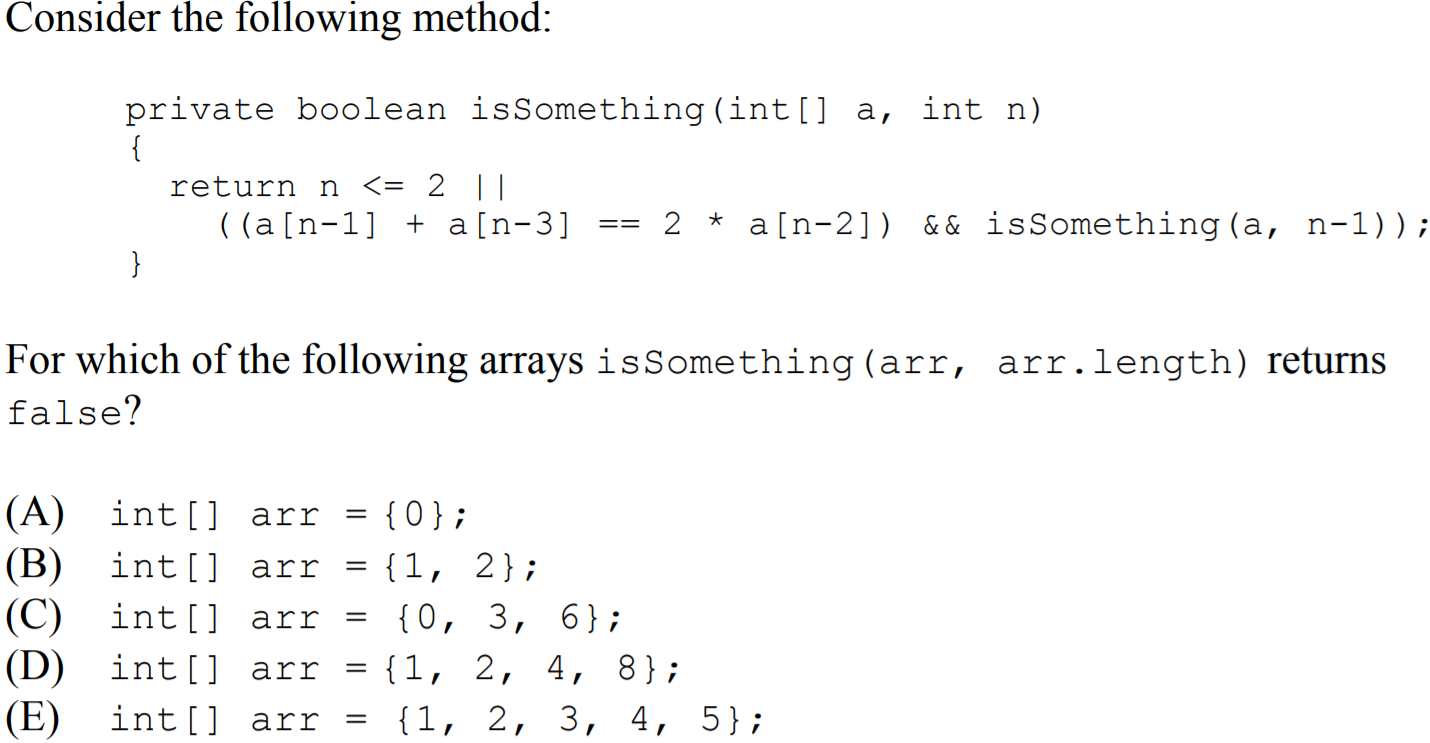 Consider the following method:
private boolean isSomething(int[] a, int n)
{
return n <= 2 ||
((a[n-1] + a[n-3] == 2 * a[n-2]) && isSomething(a, n-1));
}
For which of the following arrays isSomething(arr, arr.length) returns
false?
(A) int[] arr = {0};
(B) int[] arr = {1, 2};
(C) int[] arr = {0, 3, 6};
(D) int[] arr = {1, 2, 4, 8};
(E) int[] arr = {1, 2, 3, 4, 5};